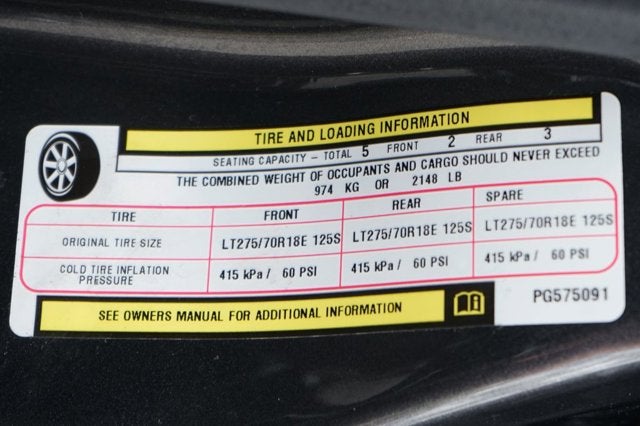 TIRE AND LOADING INFORMATION
SEATING CAPACITY – TOTAL 5 FRONT 2 REAR 3
THE COMBINED WEIGHT OF OCCUPANTS AND CARGO SHOULD NEVER EXCEED
974 KG OR 2148 LB
TIRE FRONT REAR SPARE
ORIGINAL TIRE SIZE LT275/70R18E 125S LT275/70R18E 125S LT275/70R18E 125S
COLD TIRE INFLATION PRESSURE 415 kPa / 60 PSI 415 kPa / 60 PSI 415 kPa / 60 PSI
SEE OWNERS MANUAL FOR ADDITIONAL INFORMATION
PG575091